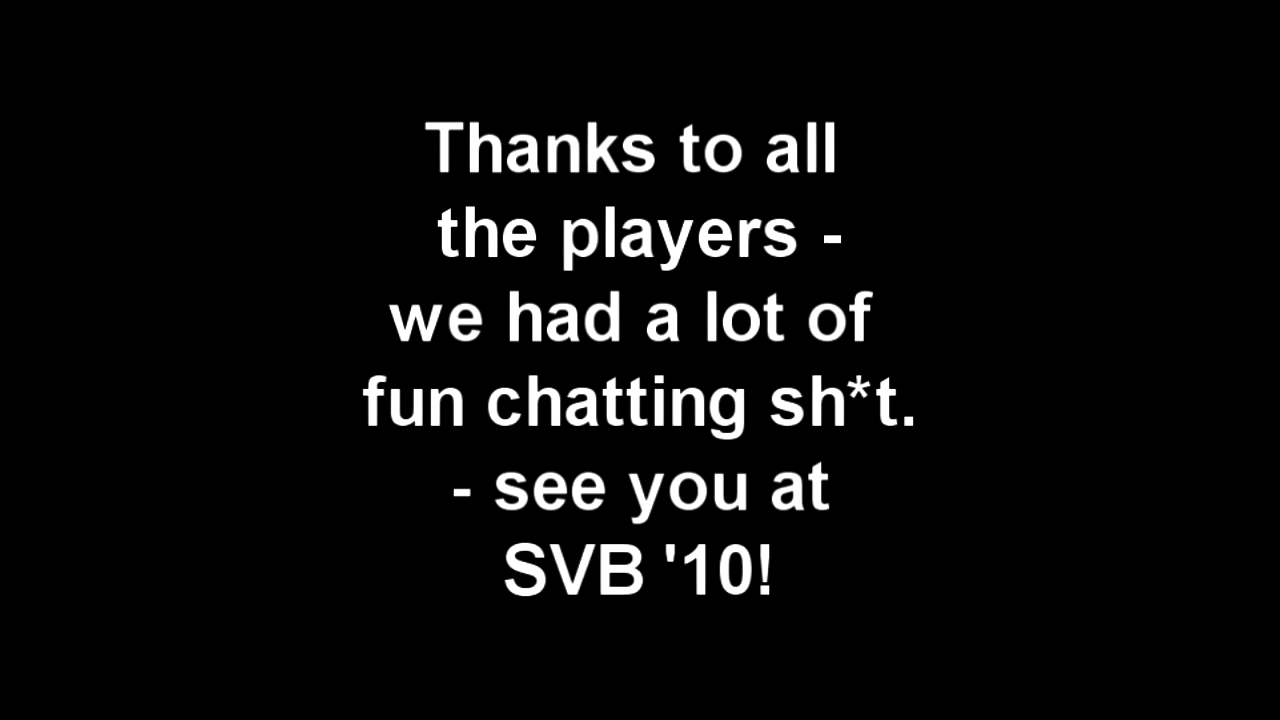 Thanks to all
the players -
we had a lot of
fun chatting sh*t.
- see you at
SVB '10!